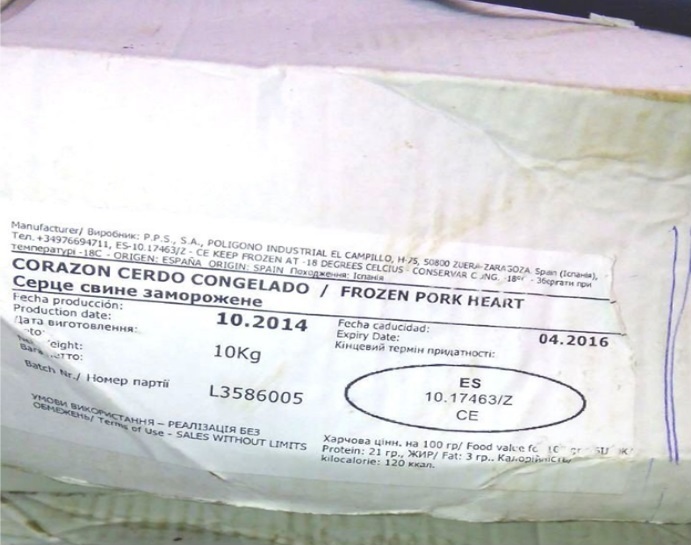 Manufacturer/ Виробник: P.P.S., S.A., POLIGONO INDUSTRIAL EL CAMPILLO, H-75, 50800 ZUERA-ZARAGOZA, Spain (Іспанія),
Тел. +34976694711, ES-10.17463/Z - CE KEEP FROZEN AT -18 DEGREES CELCIUS CONSERVAR -18º - Зберігати при
температурі -18С - ORIGEN: ESPAÑA ORIGIN: SPAIN Походження: Іспанія
CORAZON CERDO CONGELADO / FROZEN PORK HEART
Серце свине заморожене
Fecha producción:
Production date:
Дата виготовлення:
10.2014
Fecha caducidad:
Expiry Date:
Кінцевий термін придатності:
04.2016
10Kg
Batch Nr./ Номер партії
L3586005
ES
10.17463/Z
CE
УМОВИ ВИКОРИСТАННЯ – РЕАЛІЗАЦІЯ БЕЗ
ОБМЕЖЕНЬ/ Terms of Use - SALES WITHOUT LIMITS
Харчова цінн. на 100 гр/ Food value
Protein: 21 гр., ЖИР/ Fat: 3 гр..
kilocalorie: 120 ккал.